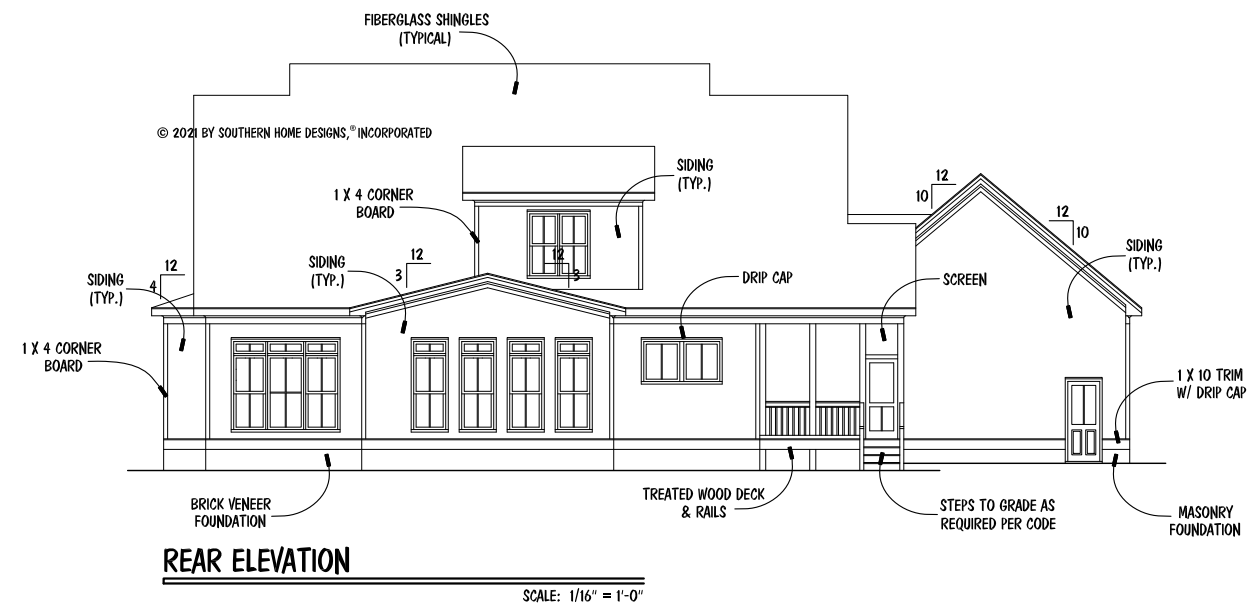 FIBERGLASS SHINGLES
(TYPICAL)
© 2021 BY SOUTHERN HOME DESIGNS,® INCORPORATED
SIDING
(TYP.)
1 X 4 CORNER
BOARD
12
10
12
10
SIDING
(TYP.)
12
3
12
3
SIDING
(TYP.)
12
4
SIDING
(TYP.)
DRIP CAP
SCREEN
1 X 4 CORNER
BOARD
1 X 10 TRIM
W/ DRIP CAP
BRICK VENEER
FOUNDATION
TREATED WOOD DECK
& RAILS
STEPS TO GRADE AS
REQUIRED PER CODE
MASONRY
FOUNDATION
REAR ELEVATION
SCALE: 1/16" = 1'-0"